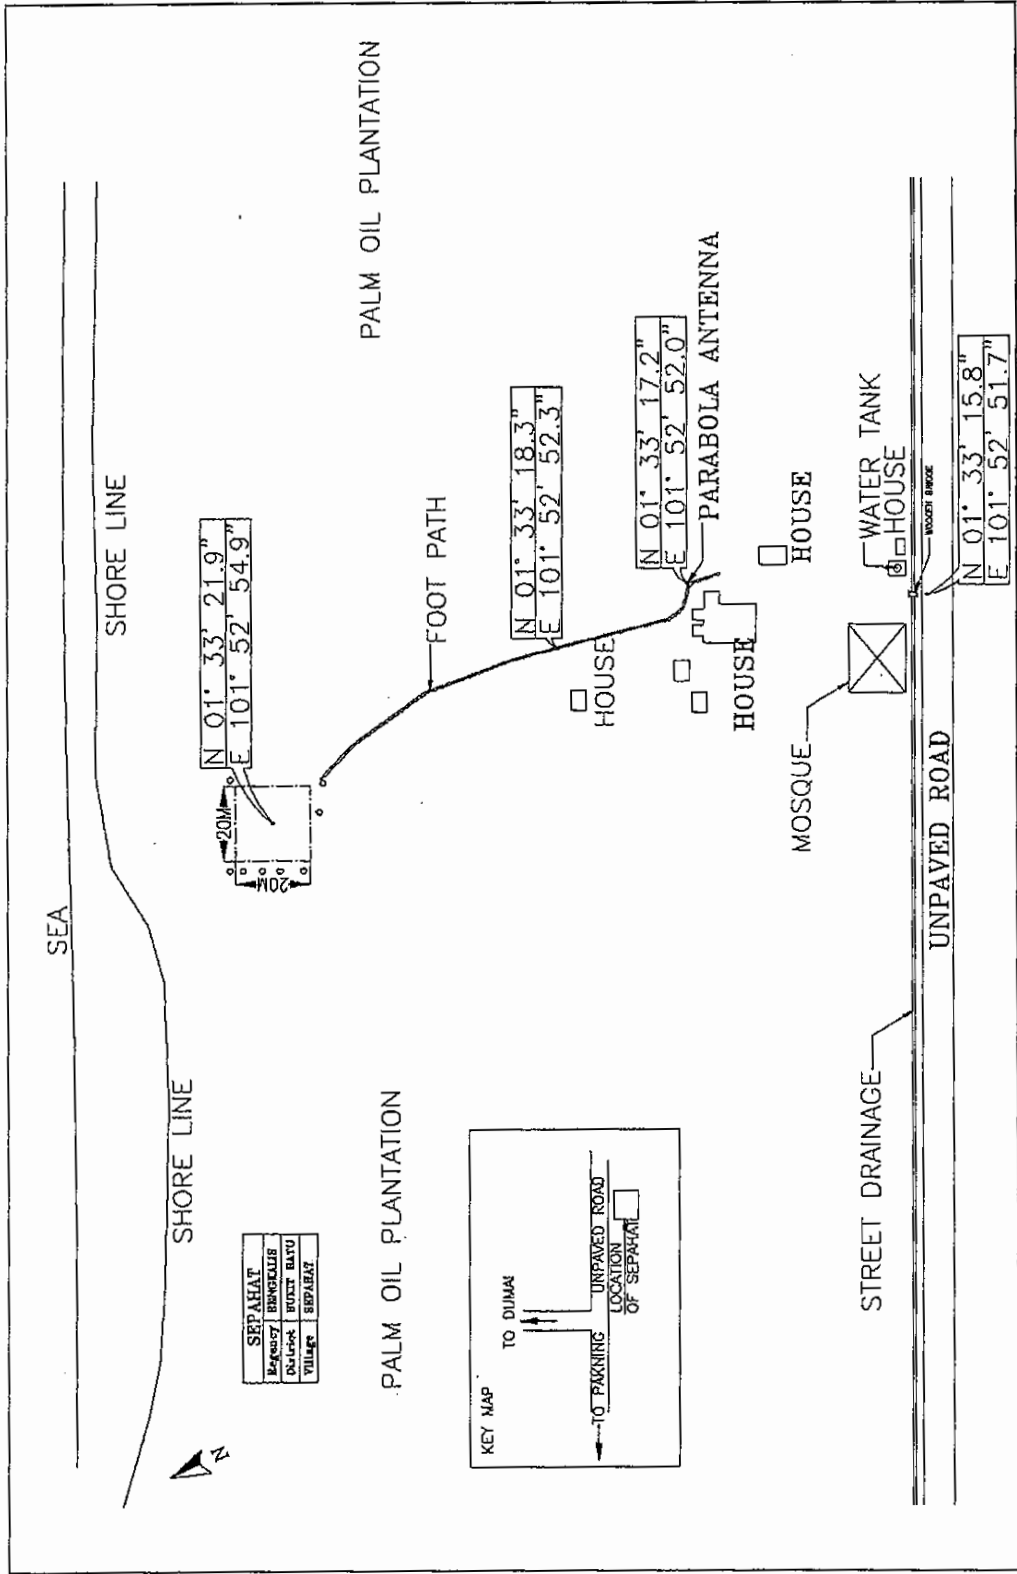 SEA
SHORE LINE
SHORE LINE
N 01° 33' 21.9"
E 101° 52' 54.9"
20M
20M
PALM OIL PLANTATION
SEPAHAT
Regency BENGKALIS
District BUKIT BATU
Village SEPAHAT
N
PALM OIL PLANTATION
FOOT PATH
N 01° 33' 18.3"
E 101° 52' 52.3"
HOUSE
N 01° 33' 17.2"
E 101° 52' 52.0"
PARABOLA ANTENNA
HOUSE
HOUSE
KEY MAP
TO DUMAI
TO PAKNING
UNPAVED ROAD
LOCATION
OF SEPAHAT
MOSQUE
WATER TANK
HOUSE
WOODEN BRIDGE
STREET DRAINAGE
UNPAVED ROAD
N 01° 33' 15.8"
E 101° 52' 51.7"